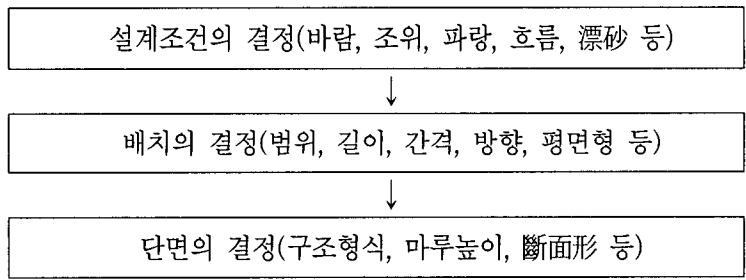 설계조건의 결정(바람, 조위, 파랑, 흐름, 漂砂 등)
↓
배치의 결정(범위, 길이, 간격, 방향, 평면형 등)
↓
단면의 결정(구조형식, 마루높이, 斷面形 등)